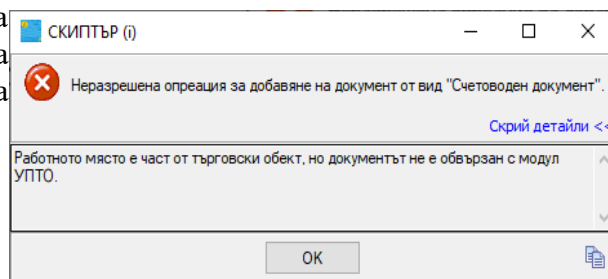 а
а
а
СКИПТЪР (i)
Неразрешена опреация за добавяне на документ от вид "Счетоводен документ".
Скрий детайли <<
Работното място е част от търговски обект, но документът не е обвързан с модул
УПТО.
OK